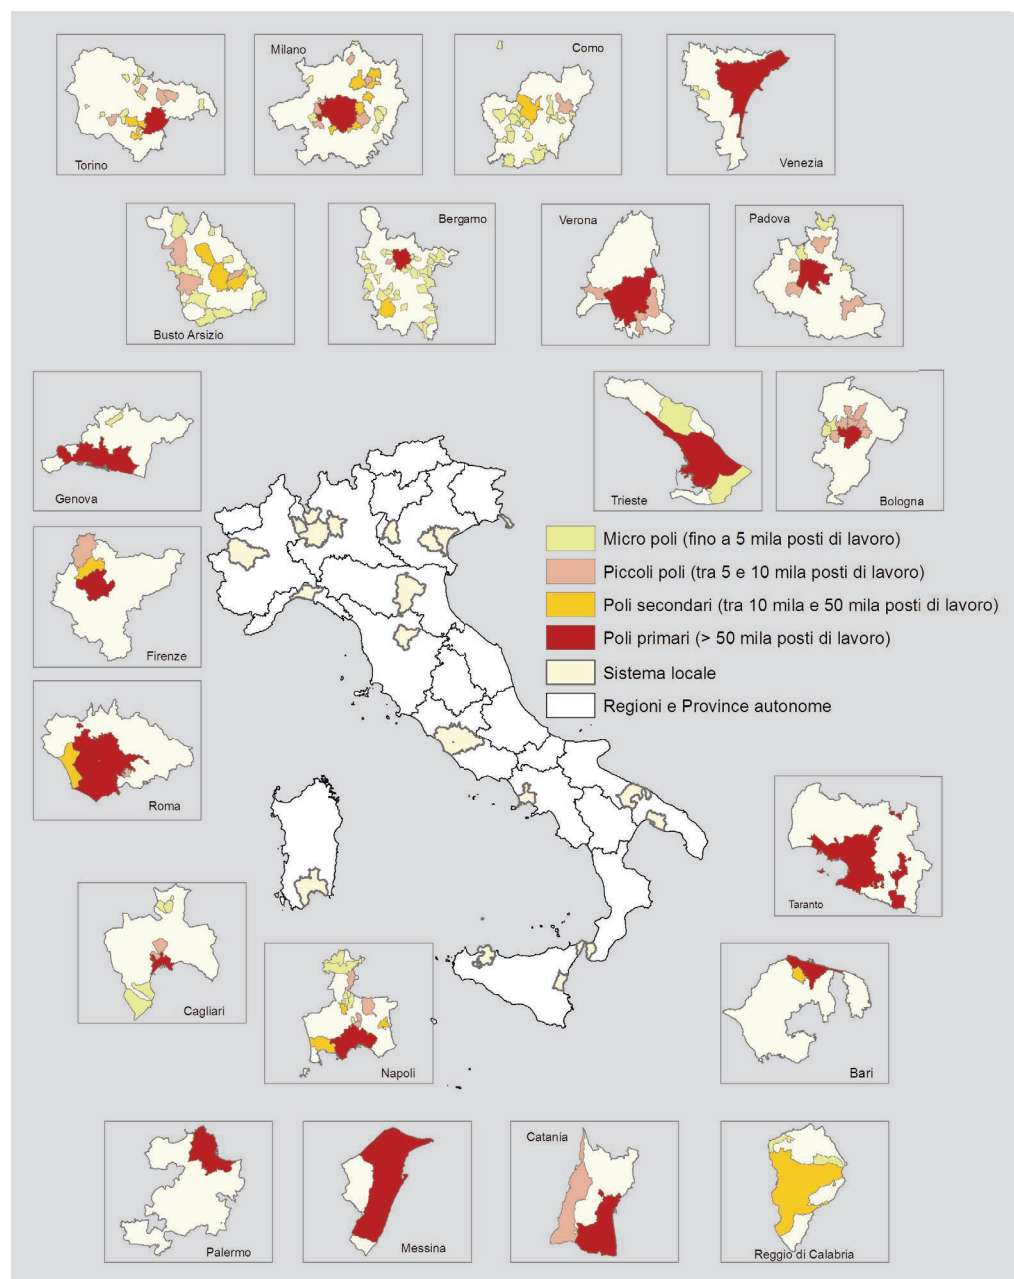 Torino
Milano
Como
Venezia
Busto Arsizio
Bergamo
Verona
Padova
Genova
Trieste
Bologna
Firenze
Micro poli (fino a 5 mila posti di lavoro)
Piccoli poli (tra 5 e 10 mila posti di lavoro)
Poli secondari (tra 10 mila e 50 mila posti di lavoro)
Poli primari (> 50 mila posti di lavoro)
Sistema locale
Regioni e Province autonome
Roma
Taranto
Cagliari
Napoli
Bari
Palermo
Messina
Catania
Reggio di Calabria